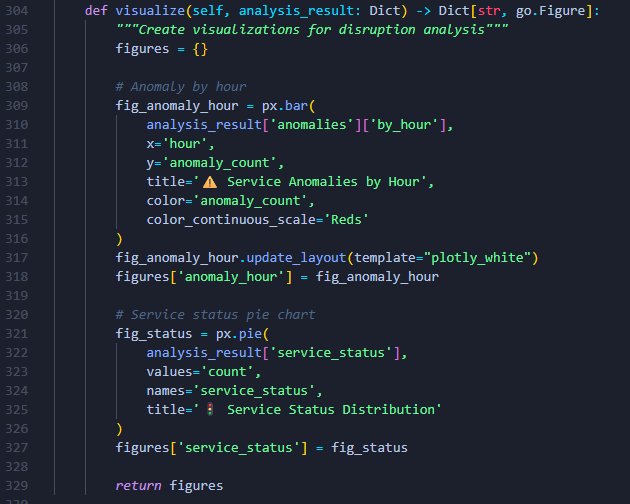 304 def visualize(self, analysis_result: Dict) -> Dict[str, go.Figure]:
305 """Create visualizations for disruption analysis"""
306 figures = {}
307
308 # Anomaly by hour
309 fig_anomaly_hour = px.bar(
310 analysis_result['anomalies']['by_hour'],
311 x='hour',
312 y='anomaly_count',
313 title='⚠️ Service Anomalies by Hour',
314 color='anomaly_count',
315 color_continuous_scale='Reds'
316 )
317 fig_anomaly_hour.update_layout(template="plotly_white")
318 figures['anomaly_hour'] = fig_anomaly_hour
319
320 # Service status pie chart
321 fig_status = px.pie(
322 analysis_result['service_status'],
323 values='count',
324 names='service_status',
325 title='🚦 Service Status Distribution'
326 )
327 figures['service_status'] = fig_status
328
329 return figures